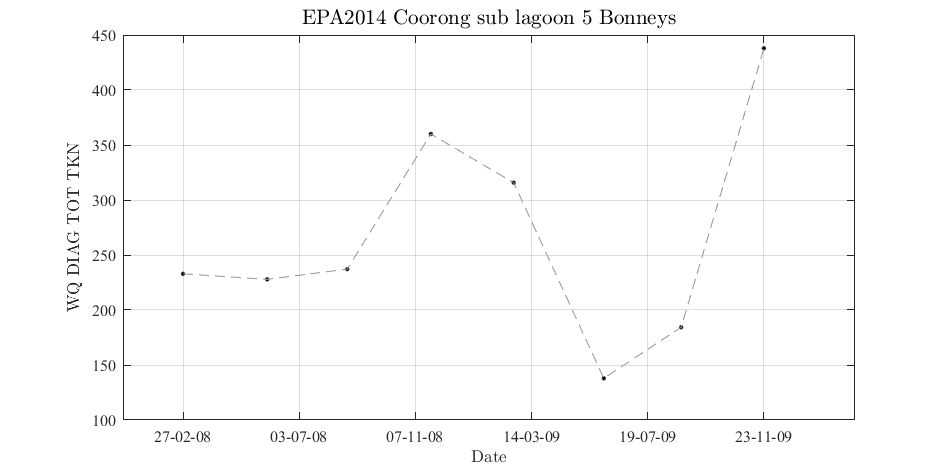 EPA2014 Coorong sub lagoon 5 Bonneys
450
400
350
300
250
200
150
100
WQ DIAG TOT TKN
27-02-08 03-07-08 07-11-08 14-03-09 19-07-09 23-11-09
Date